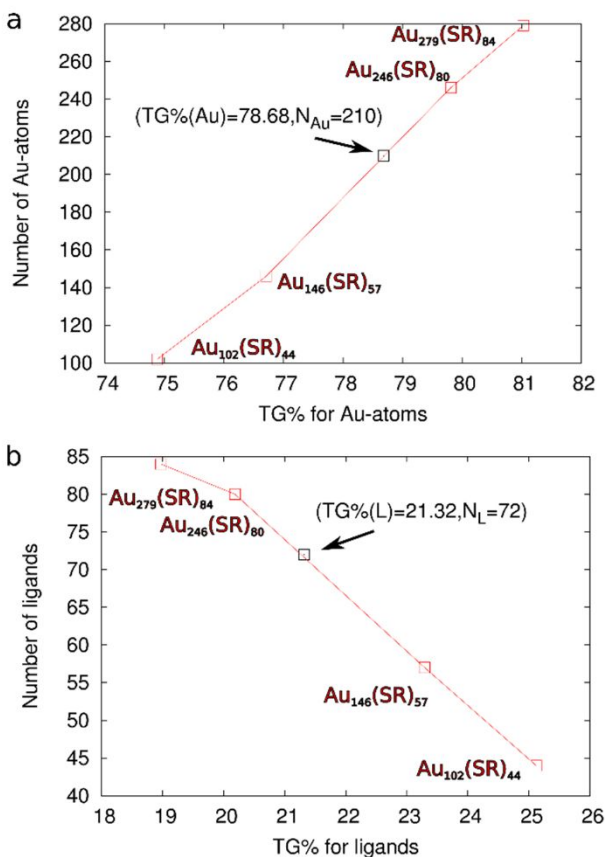 a
280
260
240
220
200
180
160
140
120
100
Number of Au-atoms
Au₂₇₉(SR)₈₄
Au₂₄₆(SR)₈₀
(TG%(Au)=78.68,N_Au=210)
Au₁₄₆(SR)₅₇
Au₁₀₂(SR)₄₄
74 75 76 77 78 79 80 81 82
TG% for Au-atoms
b
85
80
75
70
65
60
55
50
45
40
Number of ligands
Au₂₇₉(SR)₈₄
Au₂₄₆(SR)₈₀
(TG%(L)=21.32,N_L=72)
Au₁₄₆(SR)₅₇
Au₁₀₂(SR)₄₄
18 19 20 21 22 23 24 25 26
TG% for ligands